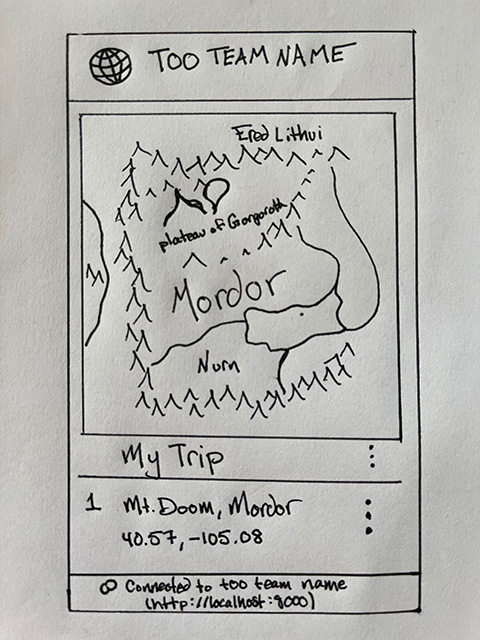 TOO TEAM NAME
Ered Lithui
plateau of Gorgoroth
Mordor
Nurn
My Trip
1 Mt. Doom, Mordor
40.57, -105.08
Connected to too team name
(http://localhost:8000)